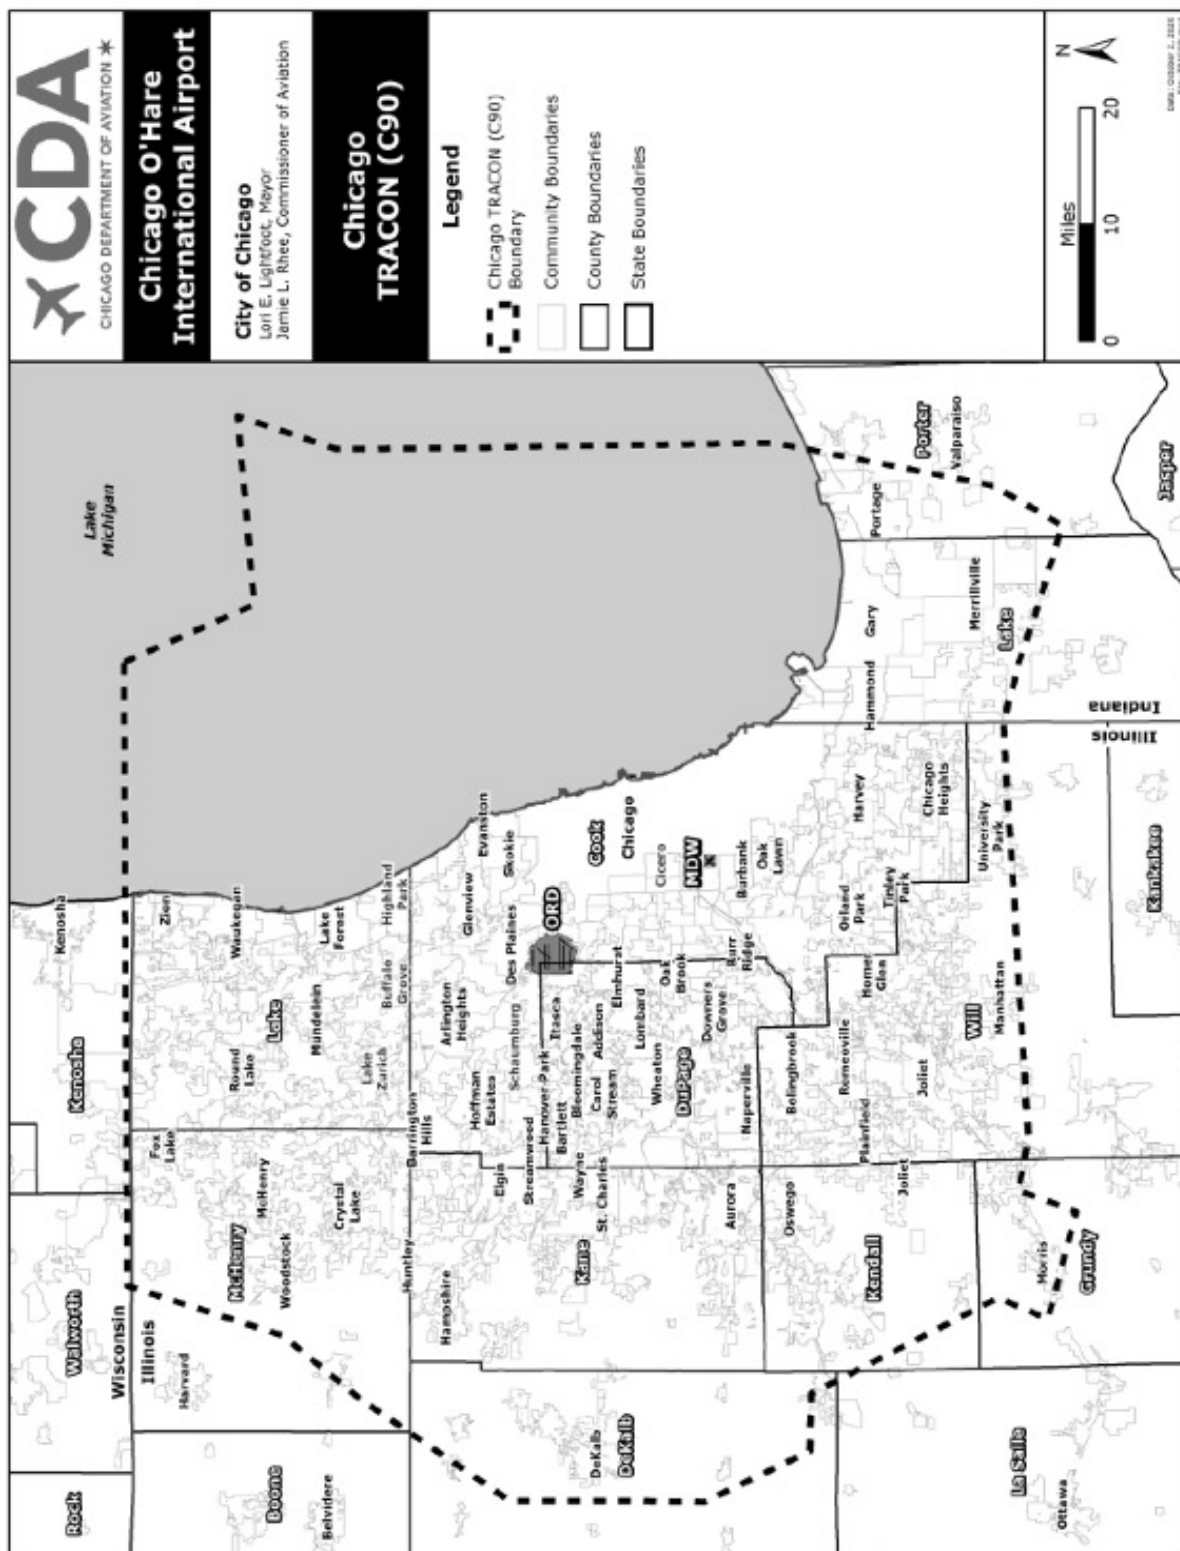 CDA
CHICAGO DEPARTMENT OF AVIATION
Chicago O'Hare
International Airport
City of Chicago
Lori E. Lightfoot, Mayor
Jamie L. Rhee, Commissioner of Aviation
Chicago
TRACON (C90)
Legend
Chicago TRACON (C90)
Boundary
Community Boundaries
County Boundaries
State Boundaries
N
Miles
0 10 20
Date: October 2, 2020
Lake
Michigan
Rock
Walworth
Kenosha
Kenosha
Wisconsin
Illinois
Harvard
Boone
Belvidere
McHenry
McHenry
Woodstock
Crystal
Lake
Fox
Lake
Round
Lake
Lake
Mundelein
Zion
Waukegan
Lake
Forest
Lake
Zurich
Buffalo
Grove
Highland
Park
Huntley
Barrington
Hills
Hampshire
Elgin
Hoffman
Estates
Arlington
Heights
Glenview
Evanston
Skokie
Des Plaines
Schaumburg
Streamwood
Hanover Park
Itasca
ORD
Bartlett
Bloomingdale
Wayne
St. Charles
Kane
Carol
Stream
Addison
Elmhurst
Cook
Chicago
DeKalb
DeKalb
Lombard
Wheaton
DuPage
Oak
Brook
Cicero
MDW
Downers
Grove
Burr
Ridge
Burbank
Oak
Lawn
Aurora
Naperville
Oswego
Bolingbrook
Romeoville
Plainfield
Joliet
Joliet
Kendall
Homer
Glen
Orland
Park
Tinley
Park
Harvey
Chicago
Heights
University
Park
Will
Manhattan
Hammond
Gary
Portage
Porter
Valparaiso
Merrillville
Lake
Jasper
Indiana
Illinois
Kankakee
Morris
Grundy
La Salle
Ottawa